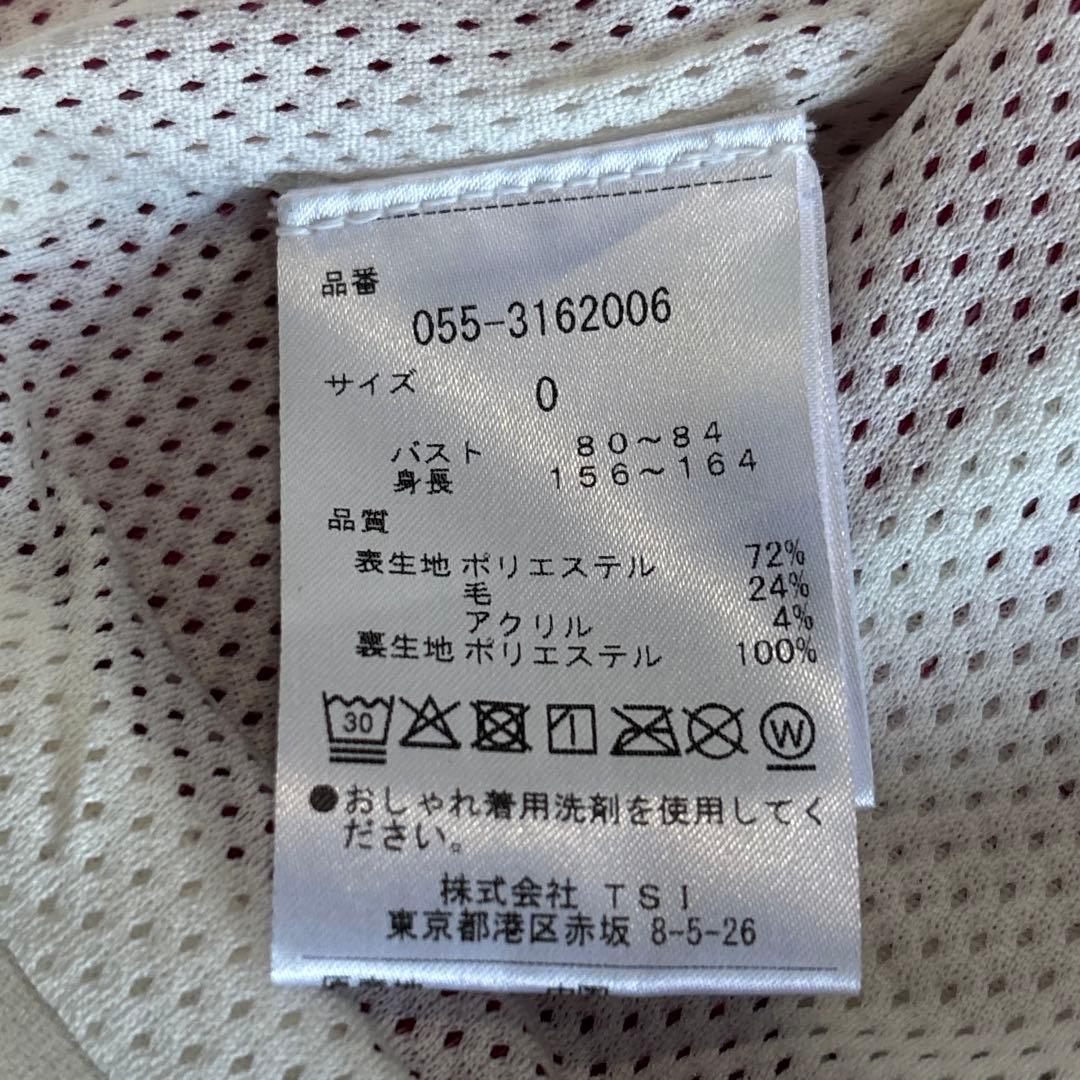 品番
055-3162006
サイズ 0
バスト 80～84
身長 156～164
品質
表生地 ポリエステル 72%
毛 24%
アクリル 4%
裏生地 ポリエステル 100%
30 1 W
●おしゃれ着用洗剤を使用してく
ださい。
株式会社 TSI
東京都港区赤坂 8-5-26